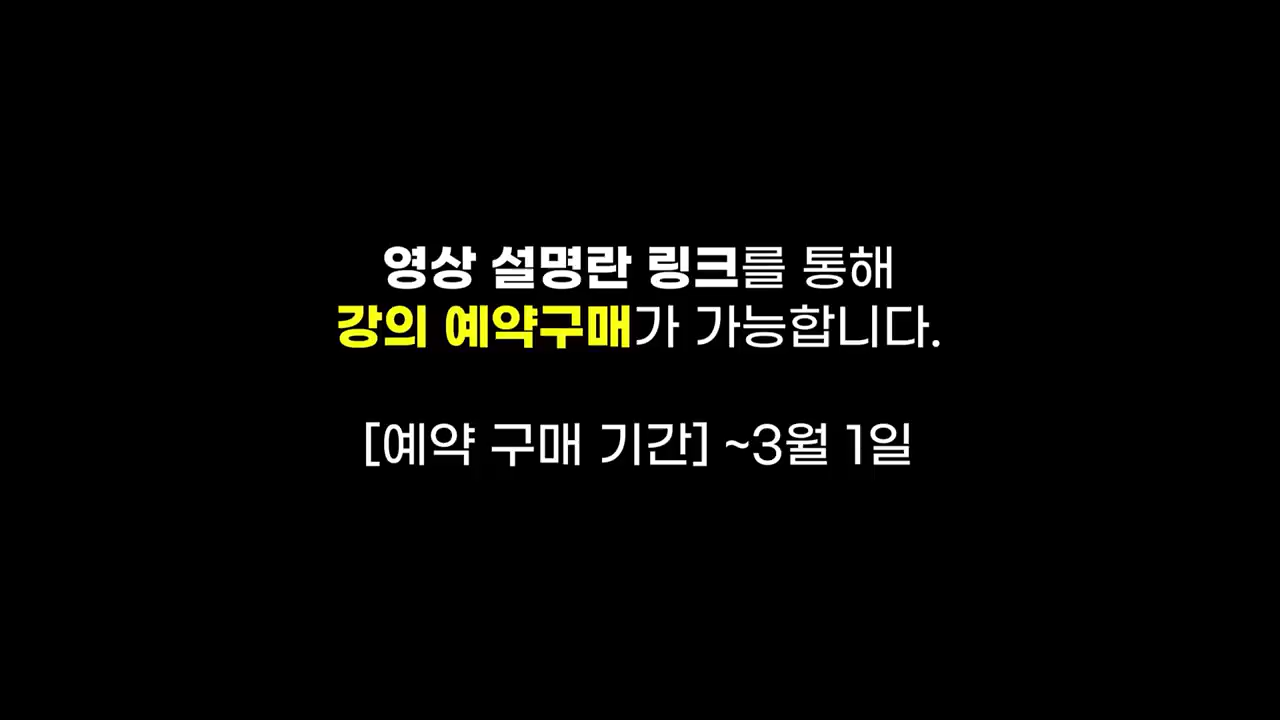 영상 설명란 링크를 통해
강의 예약구매가 가능합니다.
[예약 구매 기간] ~3월 1일